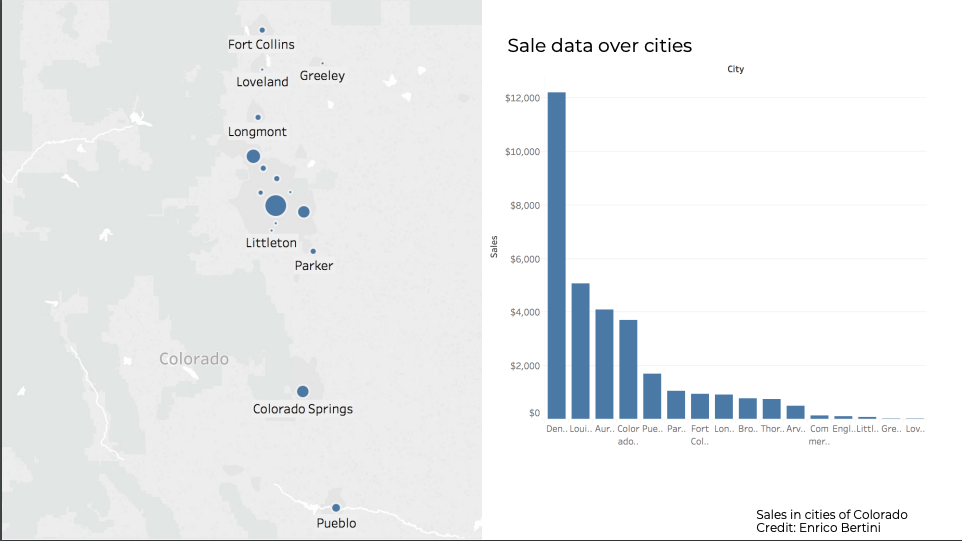 Fort Collins
Loveland
Greeley
Longmont
Littleton
Parker
Colorado
Colorado Springs
Pueblo
Sale data over cities
City
Sales
$12,000
$10,000
$8,000
$6,000
$4,000
$2,000
$0
Den.. Loui.. Aur.. Color Pue.. Par.. Fort Lon.. Bro.. Thor.. Arv.. Com Engl.. Littl.. Gre.. Lov..
ado.. Col.. mer..
Sales in cities of Colorado
Credit: Enrico Bertini